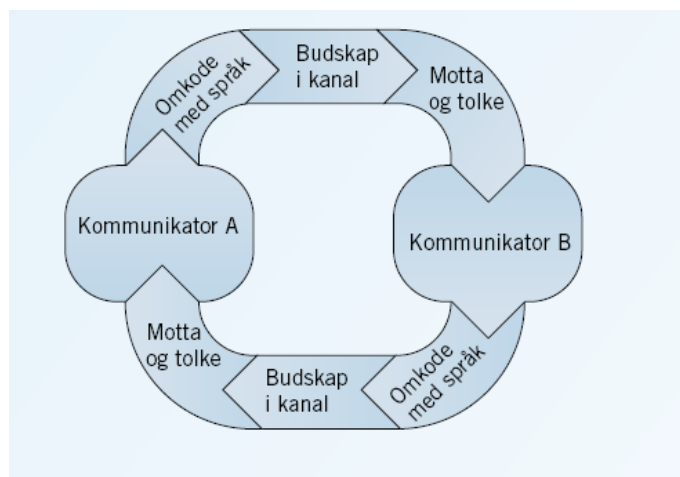 Omkode
med språk
Budskap
i kanal
Motta
og tolke
Kommunikator A
Kommunikator B
Motta
og tolke
Budskap
i kanal
Omkode
med språk